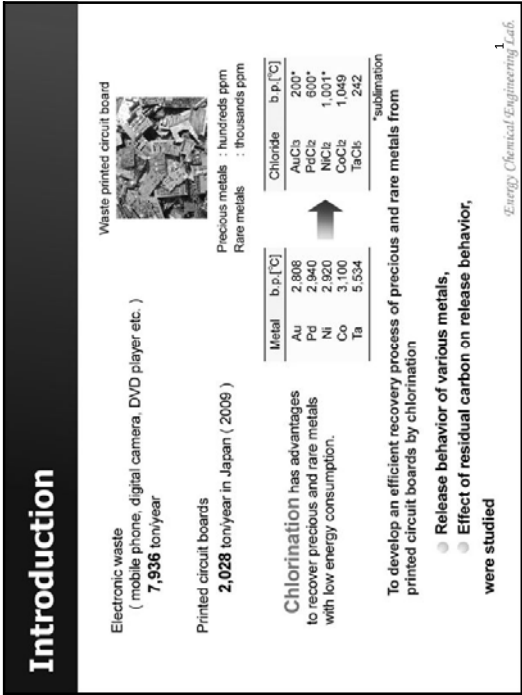 Introduction
Electronic waste
( mobile phone, digital camera, DVD player etc. )
7,936 ton/year
Printed circuit boards
2,028 ton/year in Japan ( 2009 )
Waste printed circuit board
Precious metals : hundreds ppm
Rare metals : thousands ppm
Chlorination has advantages
to recover precious and rare metals
with low energy consumption.
Metal b.p.[℃]
Au 2,808
Pd 2,940
Ni 2,920
Co 3,100
Ta 5,534
Chloride b.p.[℃]
AuCl3 200*
PdCl2 600*
NiCl2 1,001*
CoCl2 1,049
TaCl5 242
*sublimation
To develop an efficient recovery process of precious and rare metals from
printed circuit boards by chlorination
Release behavior of various metals,
Effect of residual carbon on release behavior,
were studied
1
Energy Chemical Engineering Lab.